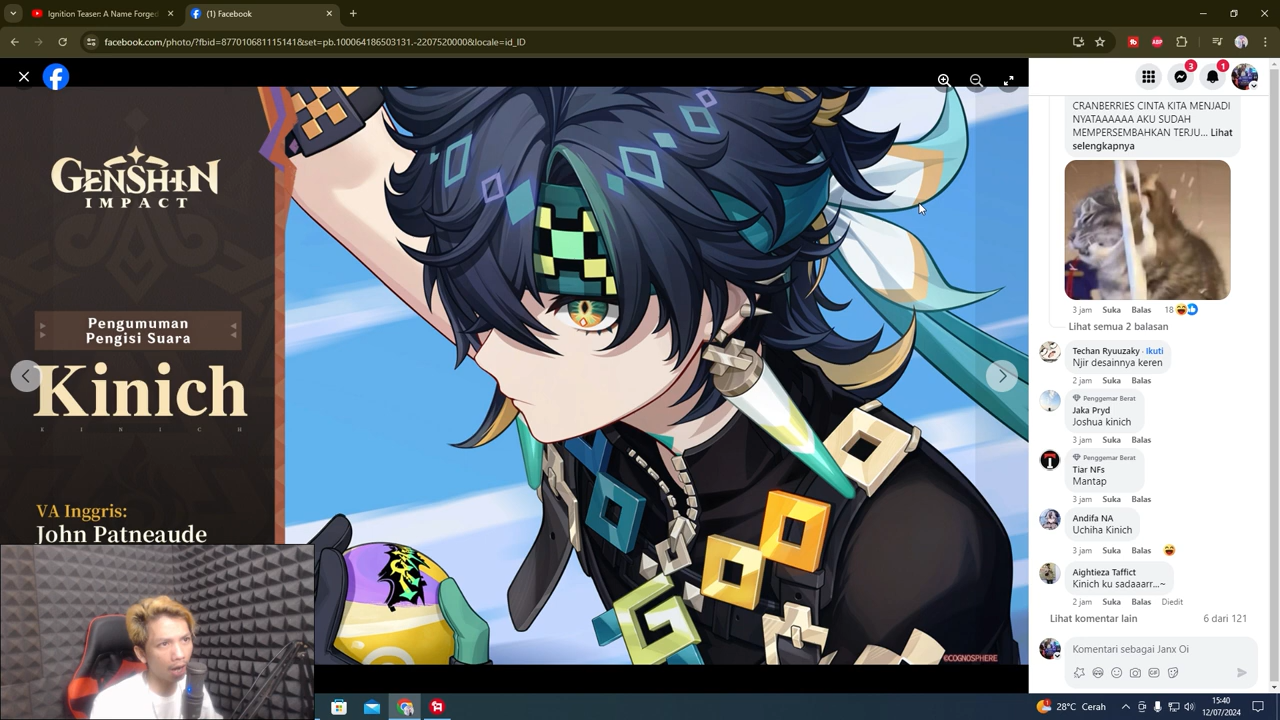 Ignition Teaser: A Name Forged
(1) Facebook
facebook.com/photo/?fbid=877010681115141&set=pb.100064186503131.-2207520000&locale=id_ID
3
1
GENSHIN
IMPACT
Pengumuman
Pengisi Suara
Kinich
K I N I C H
VA Inggris:
John Patneaude
©COGNOSPHERE
CRANBERRIES CINTA KITA MENJADI
NYATAAAAAA AKU SUDAH
MEMPERSEMBAHKAN TERJU... Lihat
selengkapnya
3 jam Suka Balas 18
Lihat semua 2 balasan
Techan Ryuuzaky · Ikuti
Njir desainnya keren
2 jam Suka Balas
Penggemar Berat
Jaka Pryd
Joshua kinich
3 jam Suka Balas
Penggemar Berat
Tiar NFs
Mantap
3 jam Suka Balas
Andifa NA
Uchiha Kinich
3 jam Suka Balas
Aightieza Taffict
Kinich ku sadaaarr...~
2 jam Suka Balas Diedit
Lihat komentar lain 6 dari 121
Komentari sebagai Janx Oi
GIF
28°C Cerah
15:40
12/07/2024